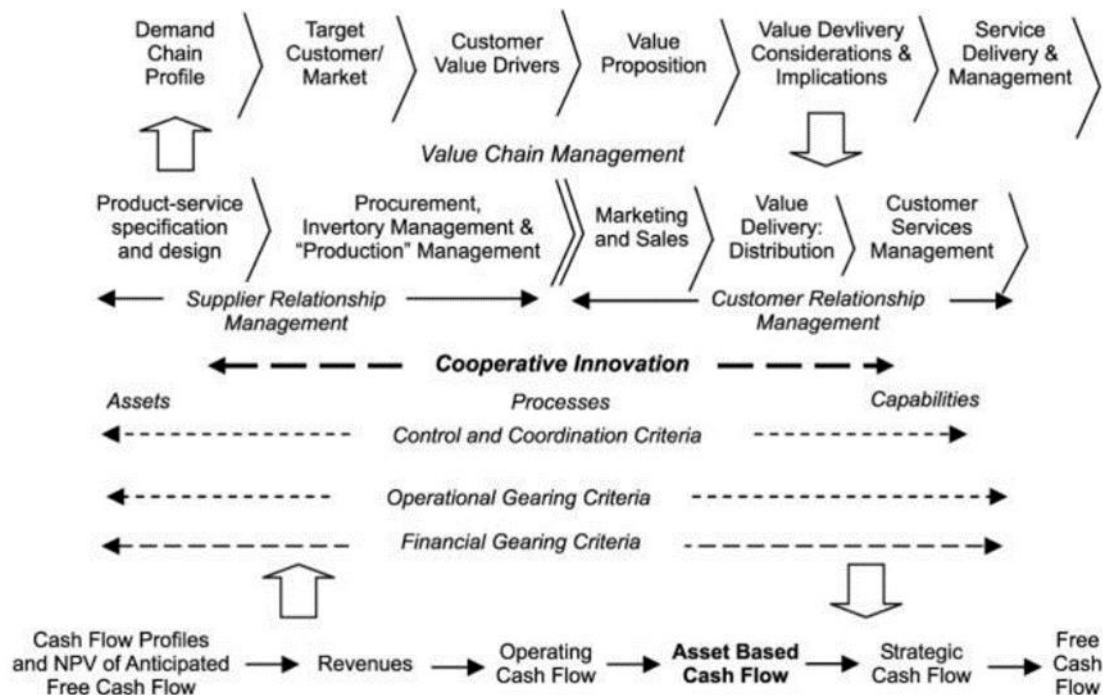 Demand
Chain
Profile
Target
Customer/
Market
Customer
Value Drivers
Value
Proposition
Value Devlivery
Considerations &
Implications
Service
Delivery &
Management
Value Chain Management
Product-service
specification
and design
Procurement,
Invertory Management &
“Production” Management
Marketing
and Sales
Value
Delivery:
Distribution
Customer
Services
Management
Supplier Relationship
Management
Customer Relationship
Management
Cooperative Innovation
Assets
Processes
Capabilities
Control and Coordination Criteria
Operational Gearing Criteria
Financial Gearing Criteria
Cash Flow Profiles
and NPV of Anticipated
Free Cash Flow
Revenues
Operating
Cash Flow
Asset Based
Cash Flow
Strategic
Cash Flow
Free
Cash
Flow